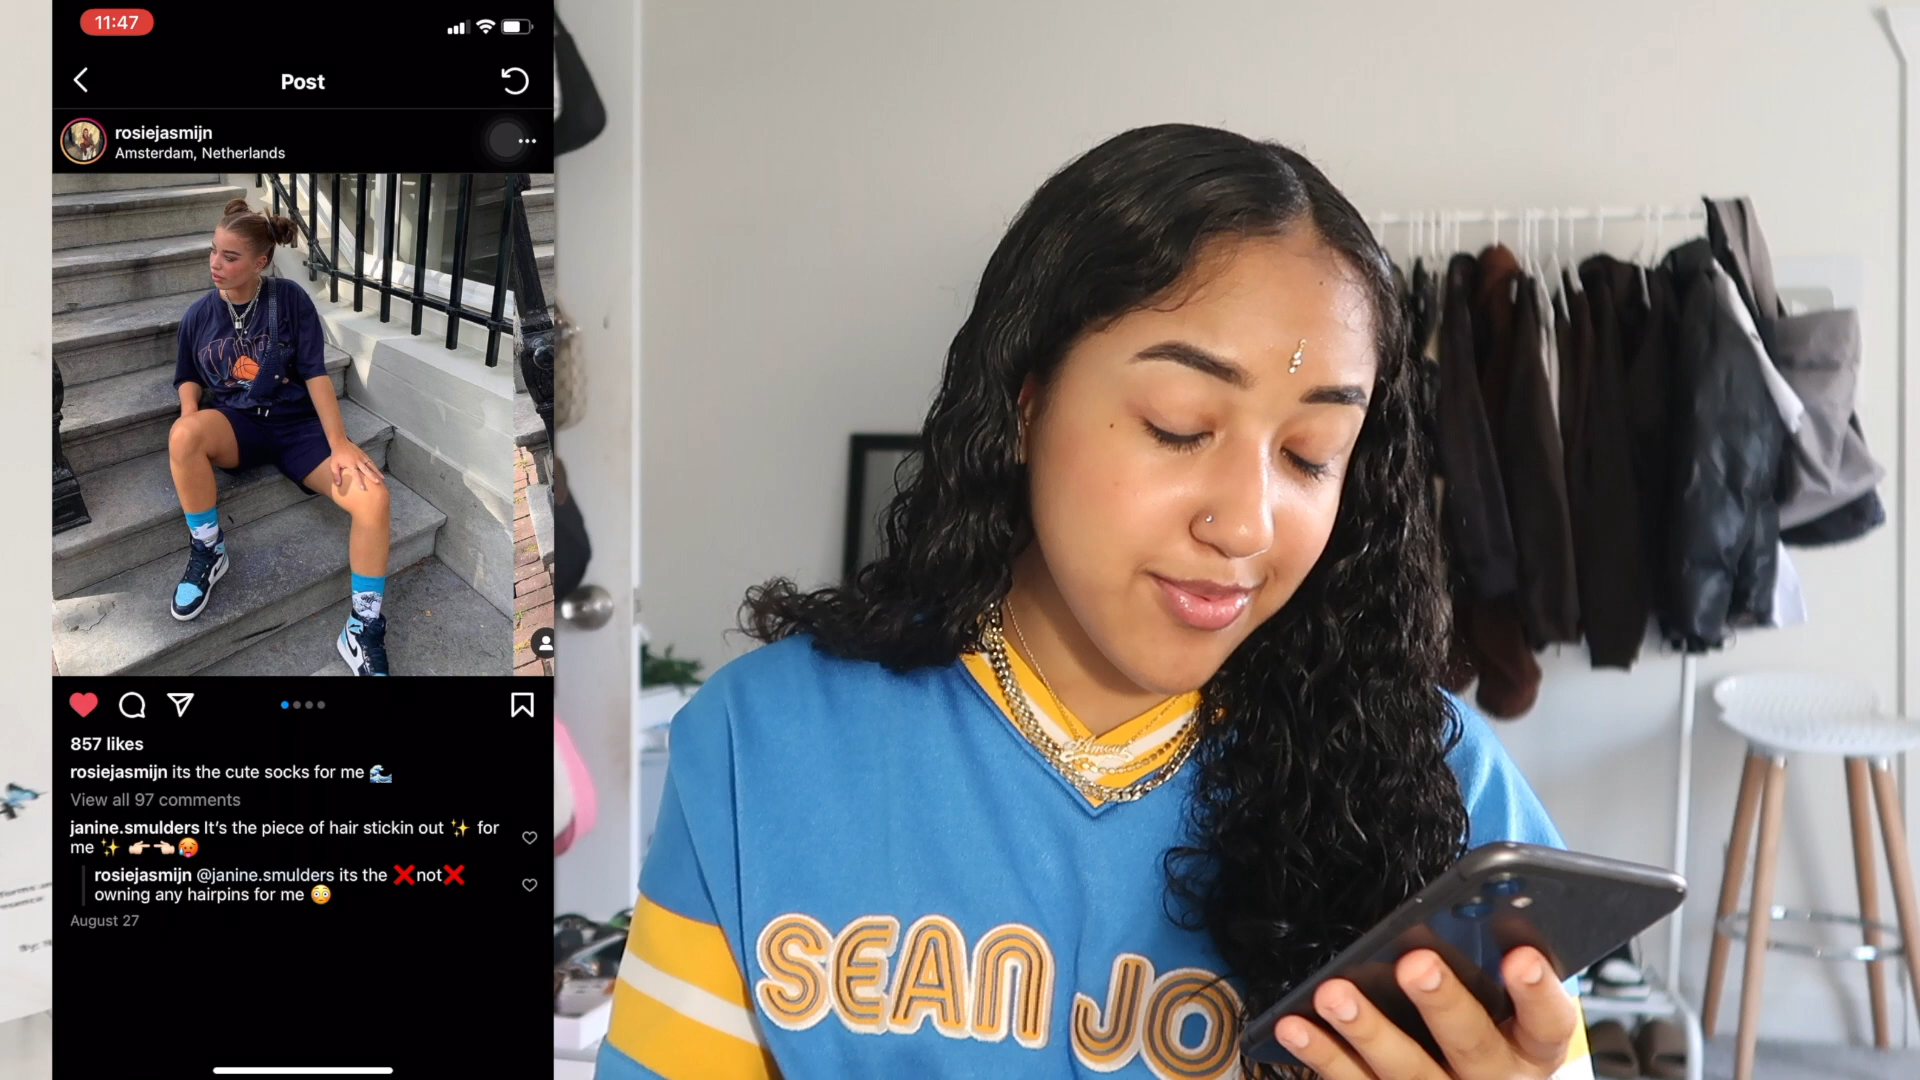 11:47
Post
rosiejasmijn
Amsterdam, Netherlands
857 likes
rosiejasmijn its the cute socks for me 🌊
View all 97 comments
janine.smulders It's the piece of hair stickin out ✨ for
me ✨ 👉🏻👈🏻🥵
rosiejasmijn @janine.smulders its the ❌not❌
owning any hairpins for me 😳
August 27
Amour
SEAN JO